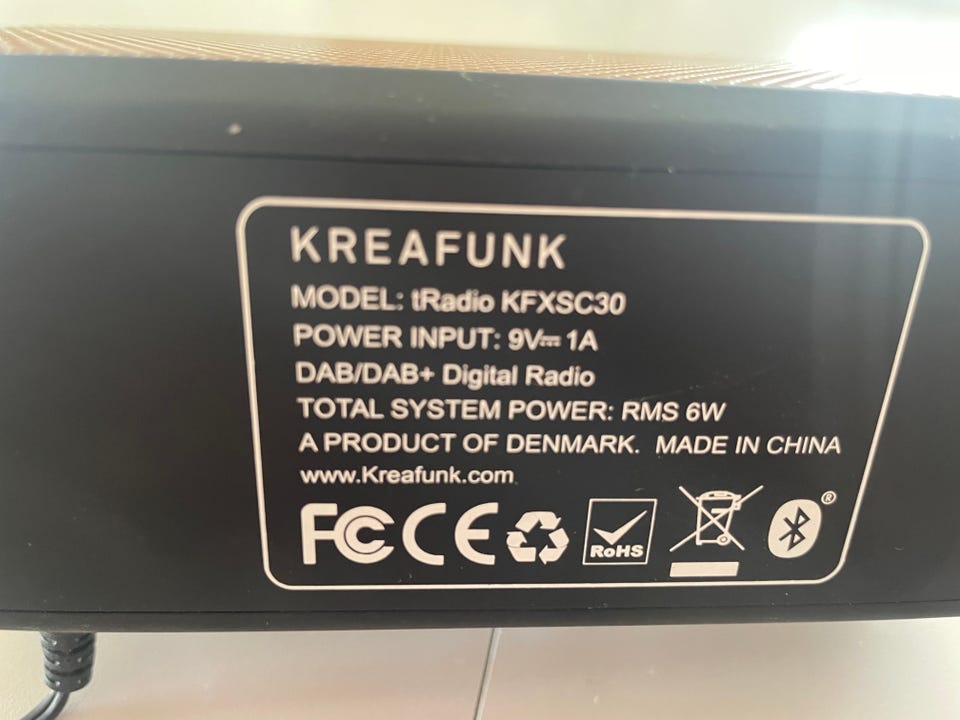 KREAFUNK
MODEL: tRadio KFXSC30
POWER INPUT: 9V⎓1A
DAB/DAB+ Digital Radio
TOTAL SYSTEM POWER: RMS 6W
A PRODUCT OF DENMARK. MADE IN CHINA
www.Kreafunk.com
FC CE RoHS ®